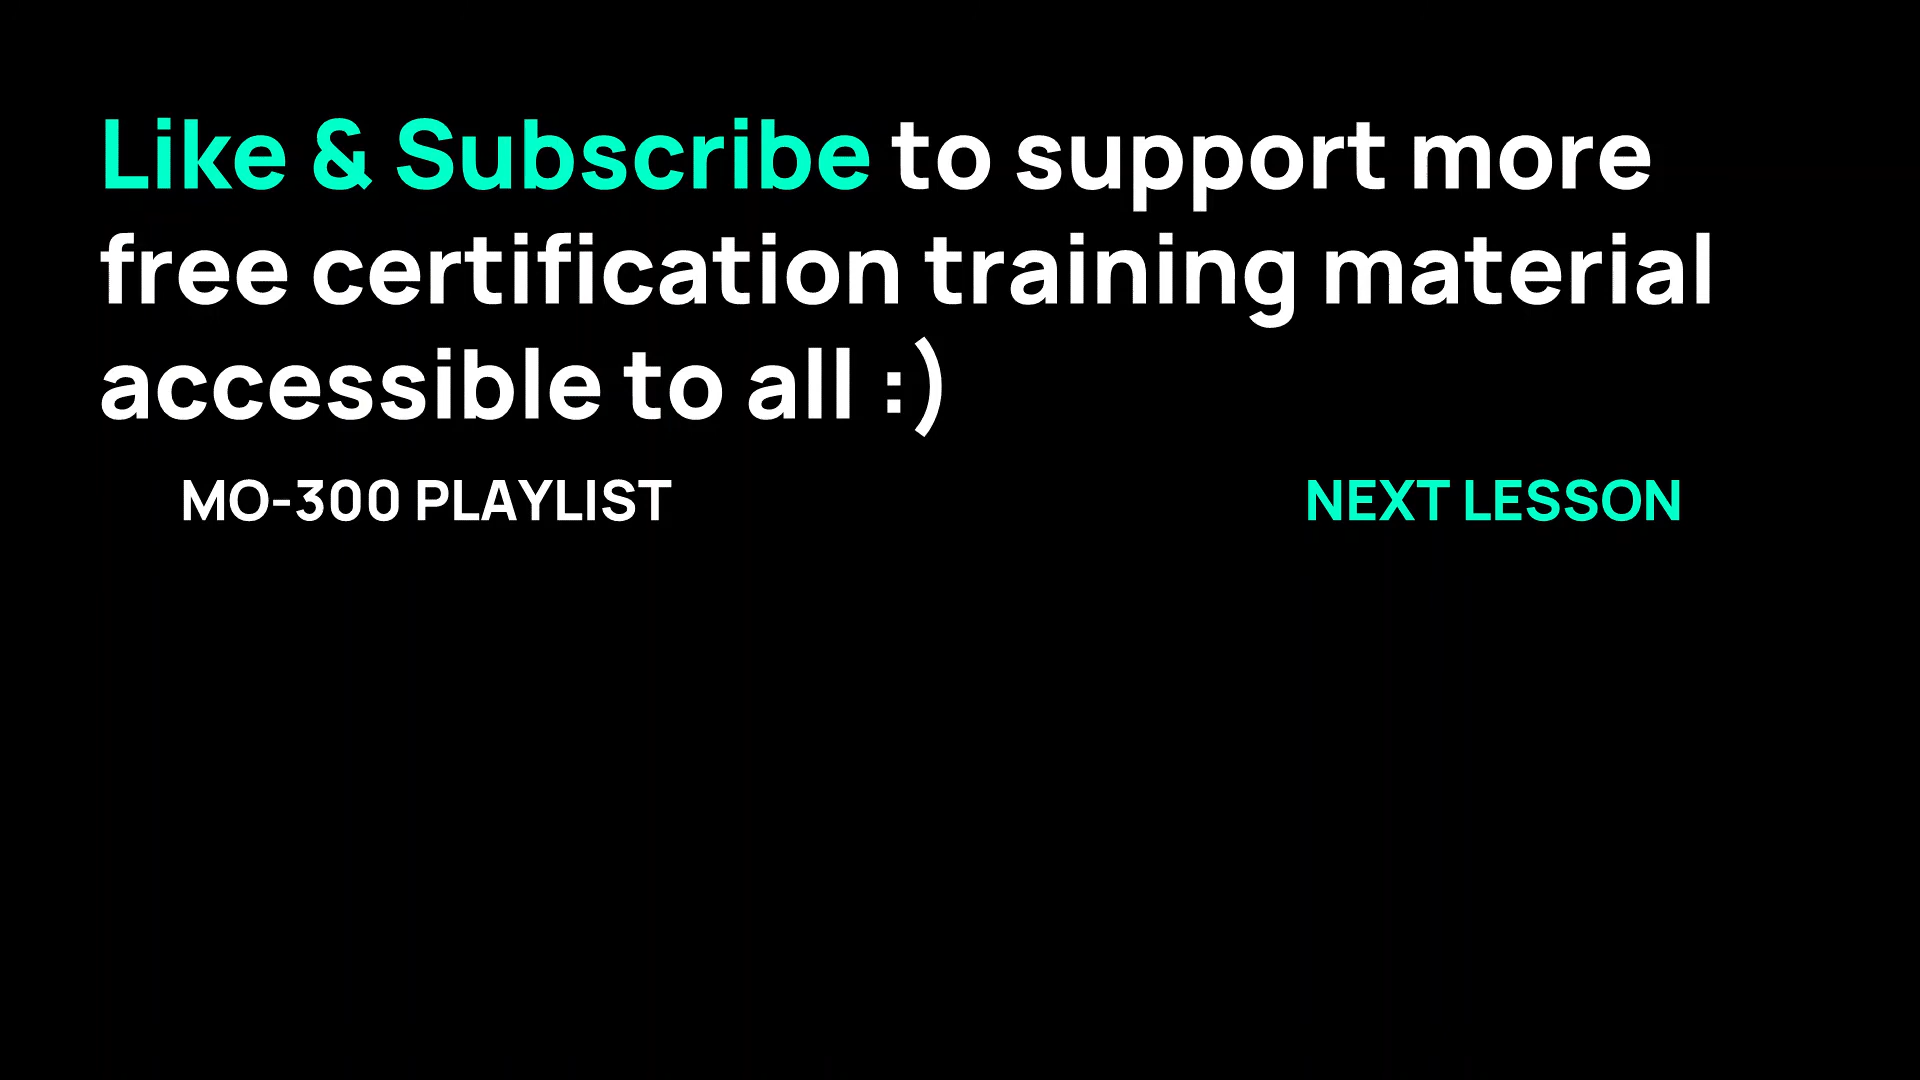 Like & Subscribe to support more
free certification training material
accessible to all :)
MO-300 PLAYLIST
NEXT LESSON